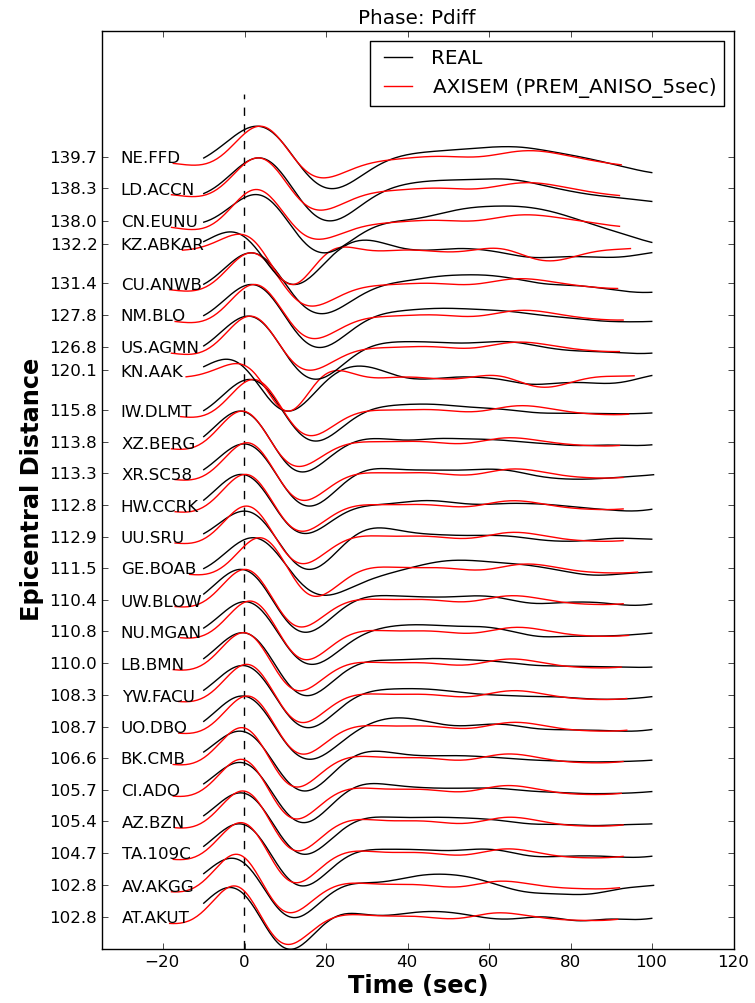 Phase: Pdiff
REAL
AXISEM (PREM_ANISO_5sec)
139.7 NE.FFD
138.3 LD.ACCN
138.0 CN.EUNU
132.2 KZ.ABKAR
131.4 CU.ANWB
127.8 NM.BLO
126.8 US.AGMN
120.1 KN.AAK
115.8 IW.DLMT
113.8 XZ.BERG
113.3 XR.SC58
112.8 HW.CCRK
112.9 UU.SRU
111.5 GE.BOAB
110.4 UW.BLOW
110.8 NU.MGAN
110.0 LB.BMN
108.3 YW.FACU
108.7 UO.DBO
106.6 BK.CMB
105.7 CI.ADO
105.4 AZ.BZN
104.7 TA.109C
102.8 AV.AKGG
102.8 AT.AKUT
Epicentral Distance
−20 0 20 40 60 80 100 120
Time (sec)